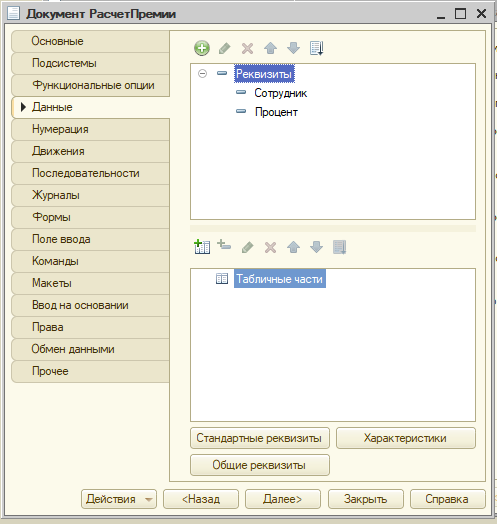 Документ РасчетПремии
Основные
Подсистемы
Функциональные опции
Данные
Нумерация
Движения
Последовательности
Журналы
Формы
Поле ввода
Команды
Макеты
Ввод на основании
Права
Обмен данными
Прочее
Реквизиты
Сотрудник
Процент
Табличные части
Стандартные реквизиты
Характеристики
Общие реквизиты
Действия
<Назад
Далее>
Закрыть
Справка